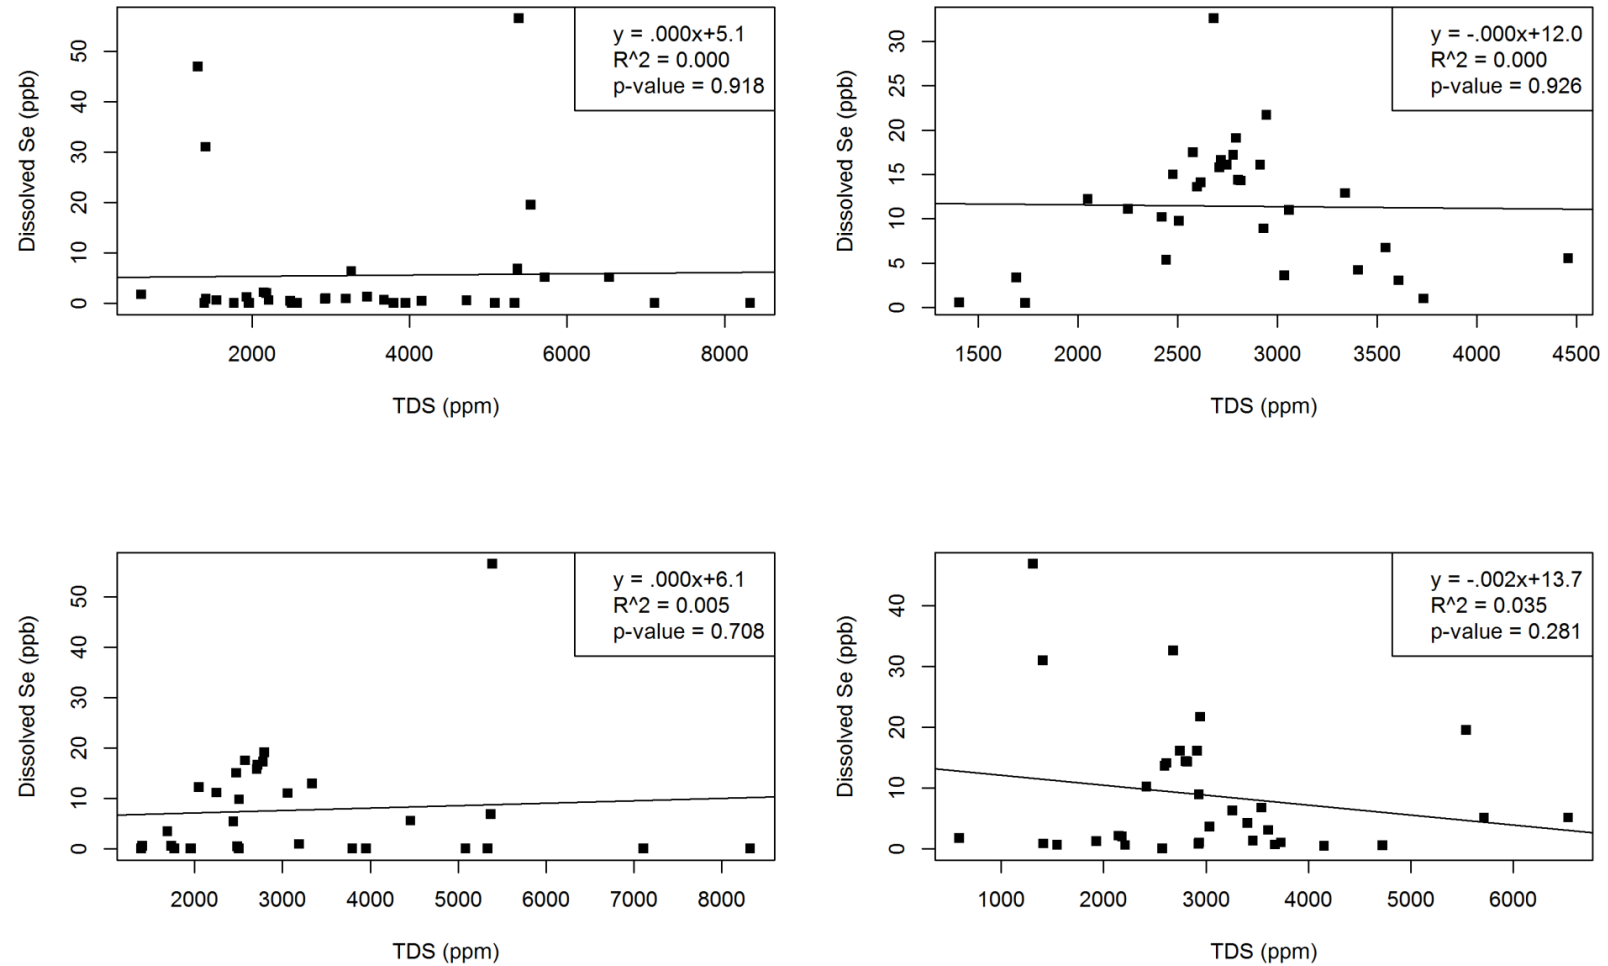 y = .000x+5.1
R^2 = 0.000
p-value = 0.918
50
40
30
20
10
0
Dissolved Se (ppb)
2000 4000 6000 8000
TDS (ppm)
y = -.000x+12.0
R^2 = 0.000
p-value = 0.926
30
25
20
15
10
5
0
Dissolved Se (ppb)
1500 2000 2500 3000 3500 4000 4500
TDS (ppm)
y = .000x+6.1
R^2 = 0.005
p-value = 0.708
50
40
30
20
10
0
Dissolved Se (ppb)
2000 3000 4000 5000 6000 7000 8000
TDS (ppm)
y = -.002x+13.7
R^2 = 0.035
p-value = 0.281
40
30
20
10
0
Dissolved Se (ppb)
1000 2000 3000 4000 5000 6000
TDS (ppm)